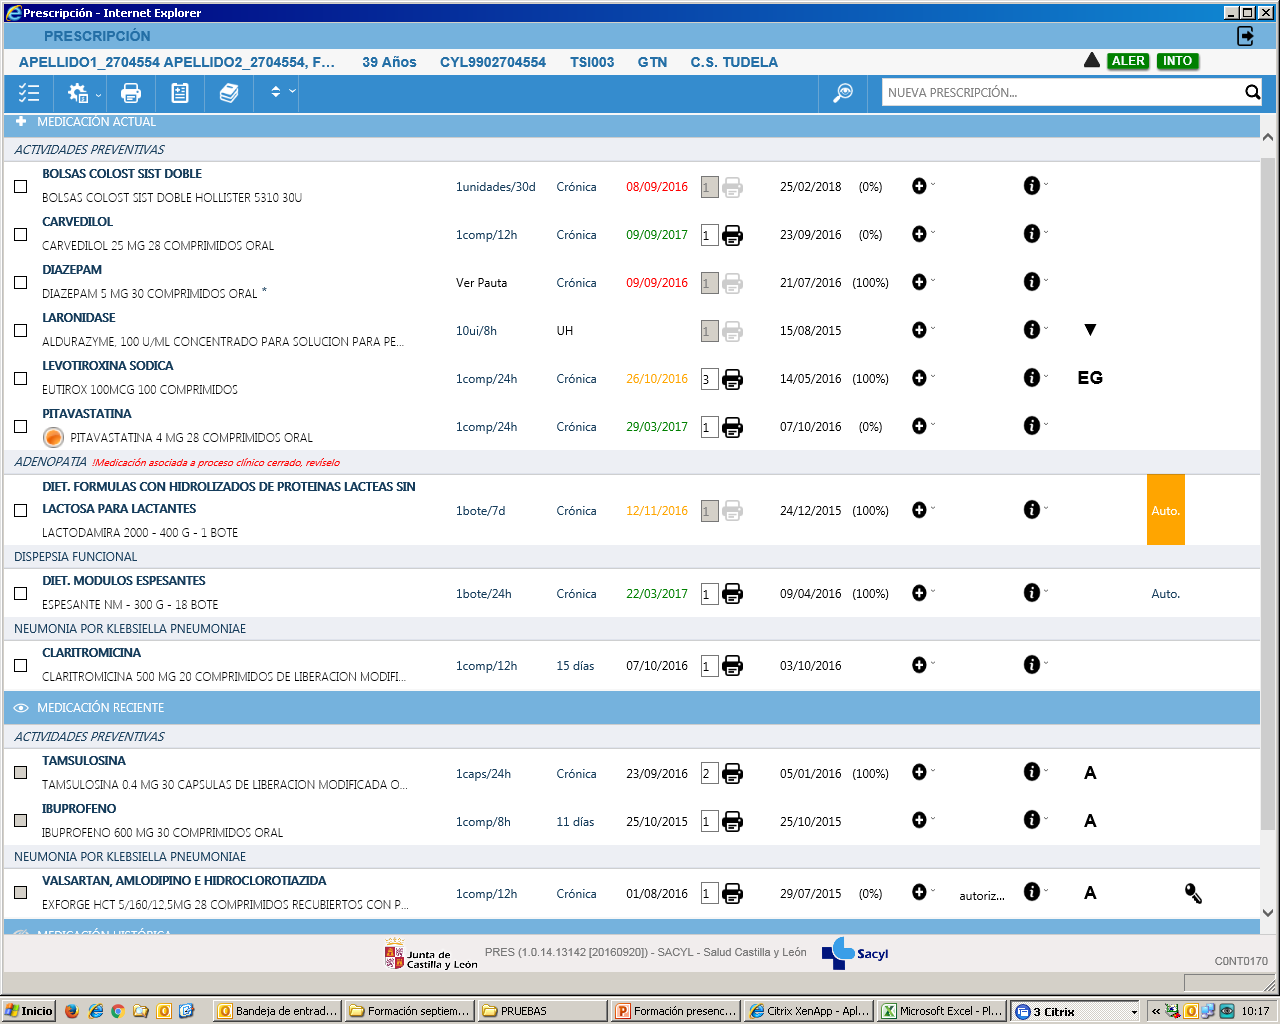 Prescripción - Internet Explorer
PRESCRIPCIÓN
APELLIDO1_2704554 APELLIDO2_2704554, F... 39 Años CYL9902704554 TSI003 GTN C.S. TUDELA ALER INTO
NUEVA PRESCRIPCIÓN...
MEDICACIÓN ACTUAL
ACTIVIDADES PREVENTIVAS
BOLSAS COLOST SIST DOBLE
1unidades/30d Crónica 08/09/2016 1 25/02/2018 (0%)
BOLSAS COLOST SIST DOBLE HOLLISTER 5310 30U
CARVEDILOL
1comp/12h Crónica 09/09/2017 1 23/09/2016 (0%)
CARVEDILOL 25 MG 28 COMPRIMIDOS ORAL
DIAZEPAM
Ver Pauta Crónica 09/09/2016 1 21/07/2016 (100%)
DIAZEPAM 5 MG 30 COMPRIMIDOS ORAL *
LARONIDASE
10ui/8h UH 1 15/08/2015
ALDURAZYME, 100 U/ML CONCENTRADO PARA SOLUCION PARA PE...
LEVOTIROXINA SODICA
1comp/24h Crónica 26/10/2016 3 14/05/2016 (100%) EG
EUTIROX 100MCG 100 COMPRIMIDOS
PITAVASTATINA
1comp/24h Crónica 29/03/2017 1 07/10/2016 (0%)
PITAVASTATINA 4 MG 28 COMPRIMIDOS ORAL
ADENOPATIA !Medicación asociada a proceso clínico cerrado, revíselo
DIET. FORMULAS CON HIDROLIZADOS DE PROTEINAS LACTEAS SIN
LACTOSA PARA LACTANTES 1bote/7d Crónica 12/11/2016 1 24/12/2015 (100%) Auto.
LACTODAMIRA 2000 - 400 G - 1 BOTE
DISPEPSIA FUNCIONAL
DIET. MODULOS ESPESANTES
1bote/24h Crónica 22/03/2017 1 09/04/2016 (100%) Auto.
ESPESANTE NM - 300 G - 18 BOTE
NEUMONIA POR KLEBSIELLA PNEUMONIAE
CLARITROMICINA
1comp/12h 15 días 07/10/2016 1 03/10/2016
CLARITROMICINA 500 MG 20 COMPRIMIDOS DE LIBERACION MODIFI...
MEDICACIÓN RECIENTE
ACTIVIDADES PREVENTIVAS
TAMSULOSINA
1caps/24h Crónica 23/09/2016 2 05/01/2016 (100%) A
TAMSULOSINA 0.4 MG 30 CAPSULAS DE LIBERACION MODIFICADA O...
IBUPROFENO
1comp/8h 11 días 25/10/2015 1 25/10/2015 A
IBUPROFENO 600 MG 30 COMPRIMIDOS ORAL
NEUMONIA POR KLEBSIELLA PNEUMONIAE
VALSARTAN, AMLODIPINO E HIDROCLOROTIAZIDA
1comp/12h Crónica 01/08/2016 1 29/07/2015 (0%) autoriz... A
EXFORGE HCT 5/160/12,5MG 28 COMPRIMIDOS RECUBIERTOS CON P...
MEDICACIÓN HISTÓRICA
Junta de Castilla y León PRES (1.0.14.13142 [20160920]) - SACYL - Salud Castilla y León Sacyl C0NT0170
Inicio Bandeja de entrad... Formación septiem... PRUEBAS Formación presenc... Citrix XenApp - Apl... Microsoft Excel - Pl... 3 Citrix « 10:17